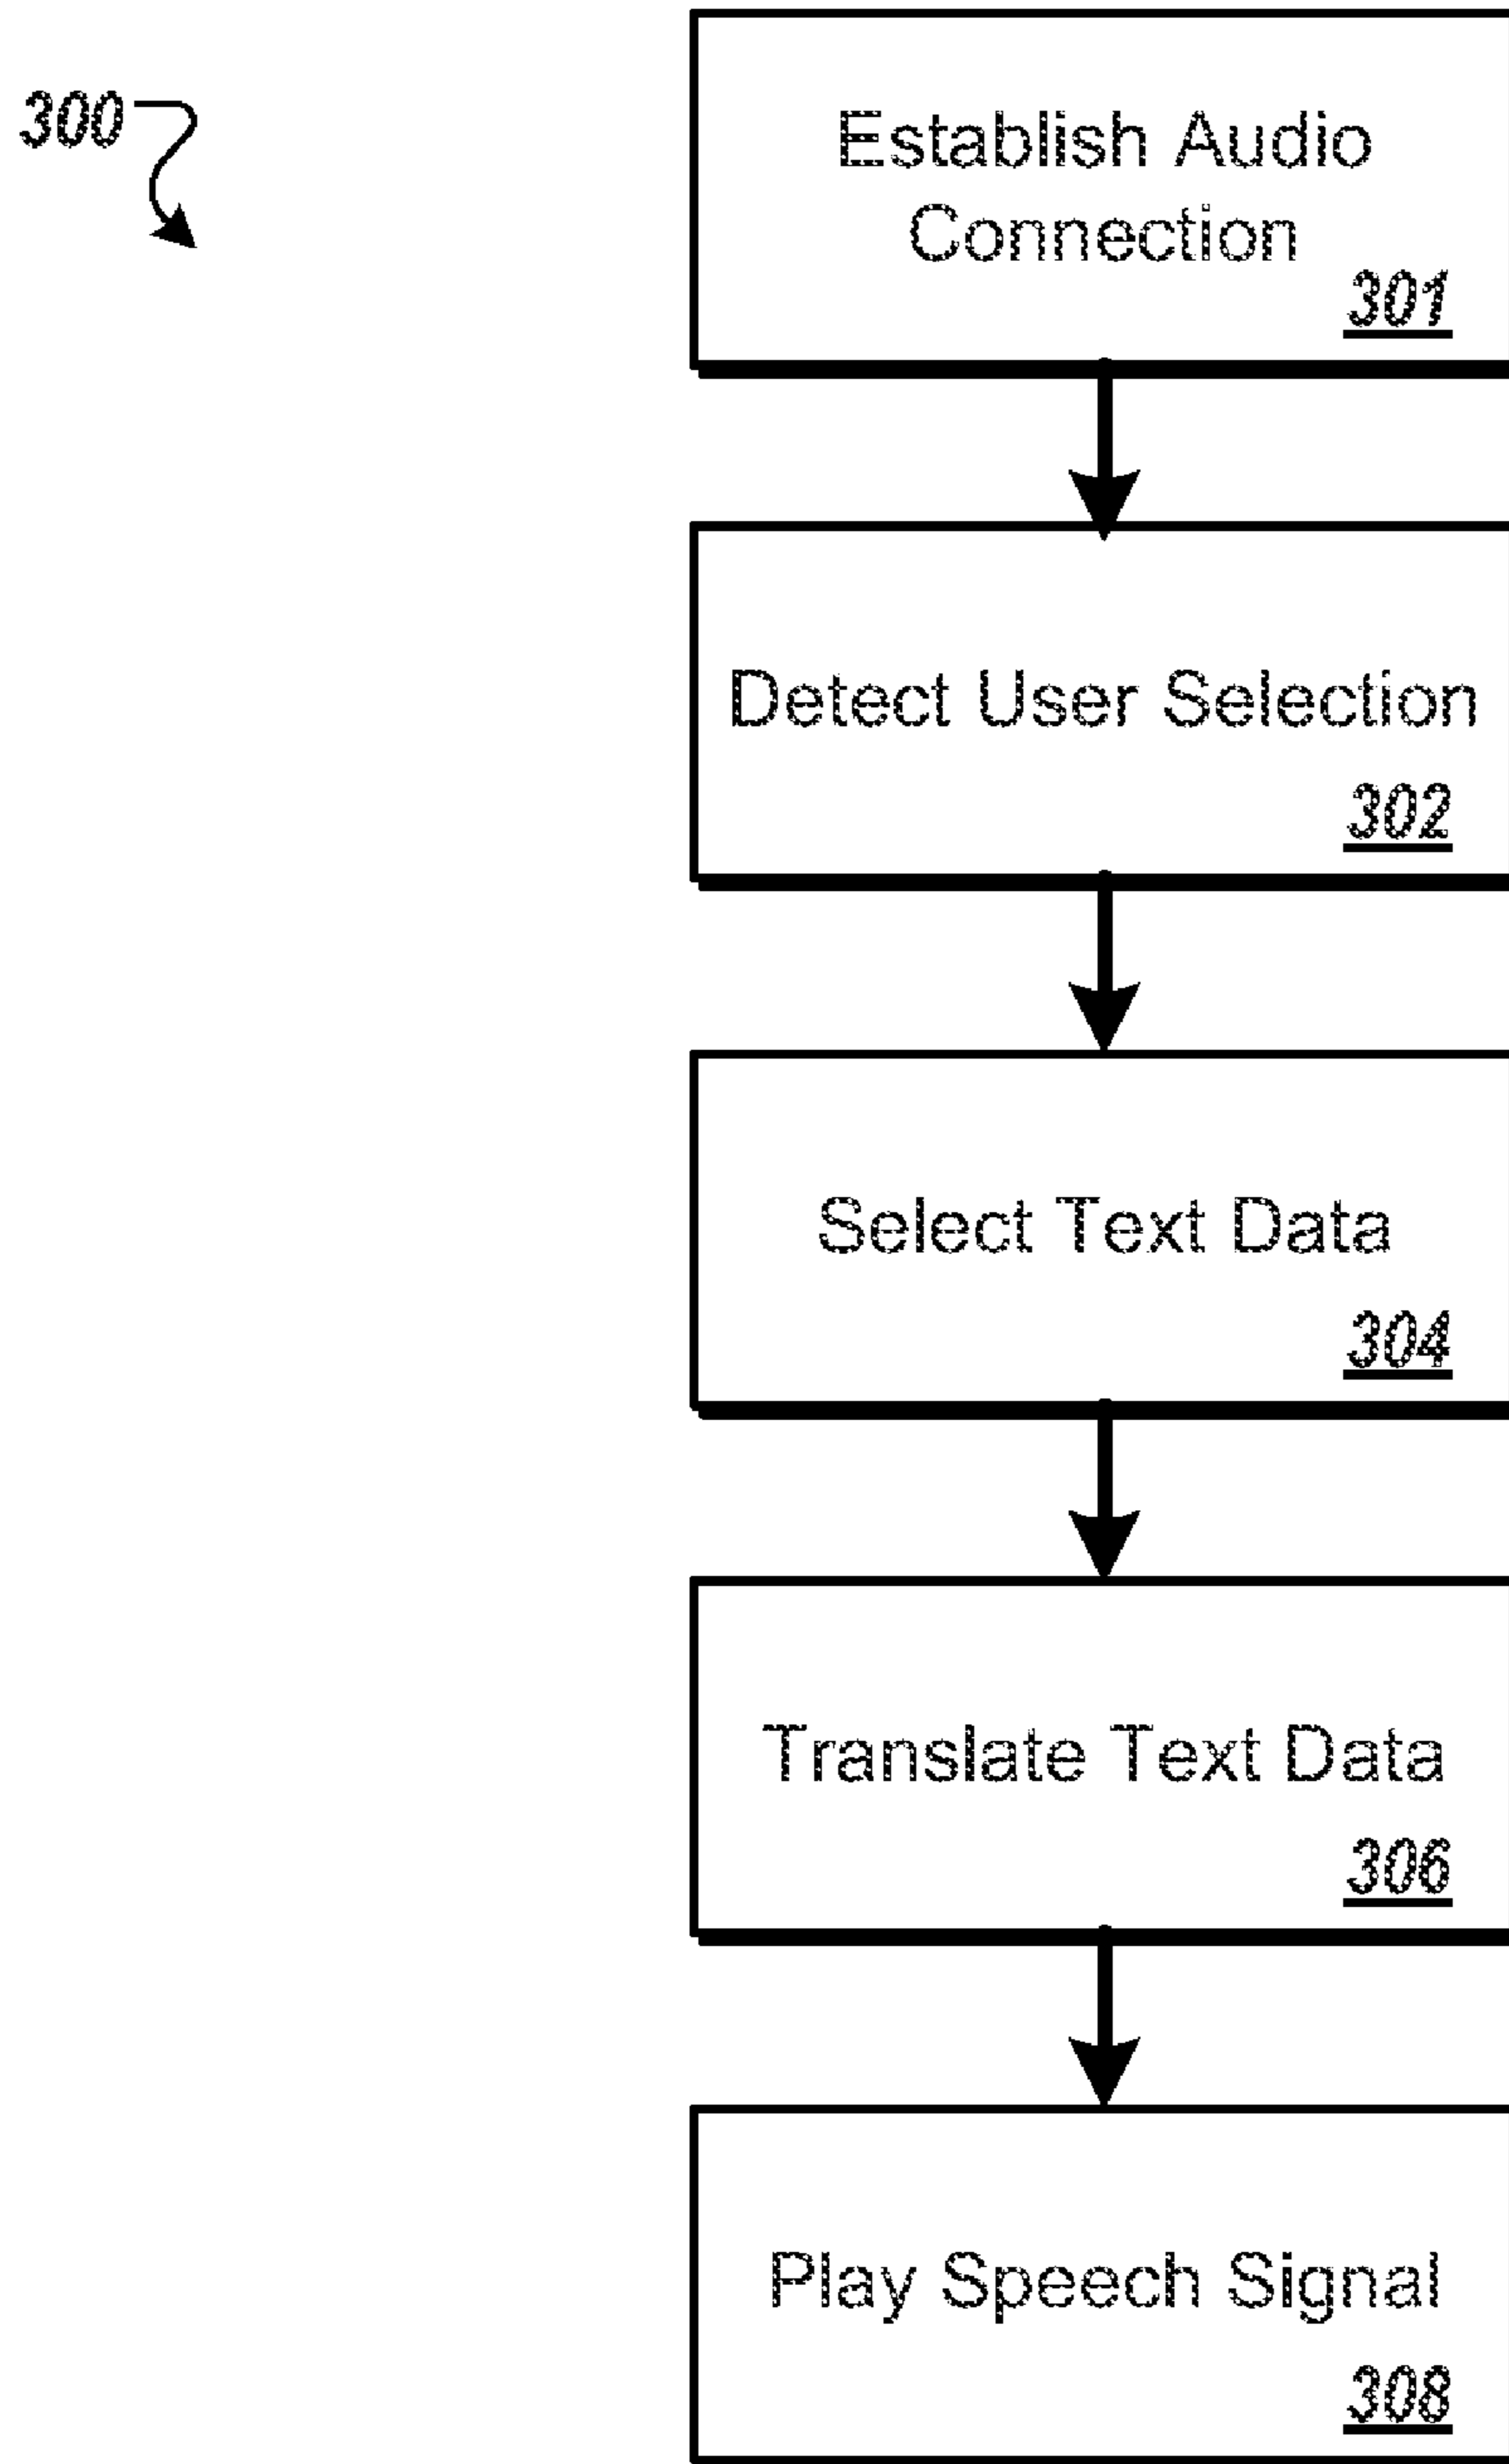 300
Establish Audio
Connection
301
Detect User Selection
302
Select Text Data
304
Translate Text Data
306
Play Speech Signal
308